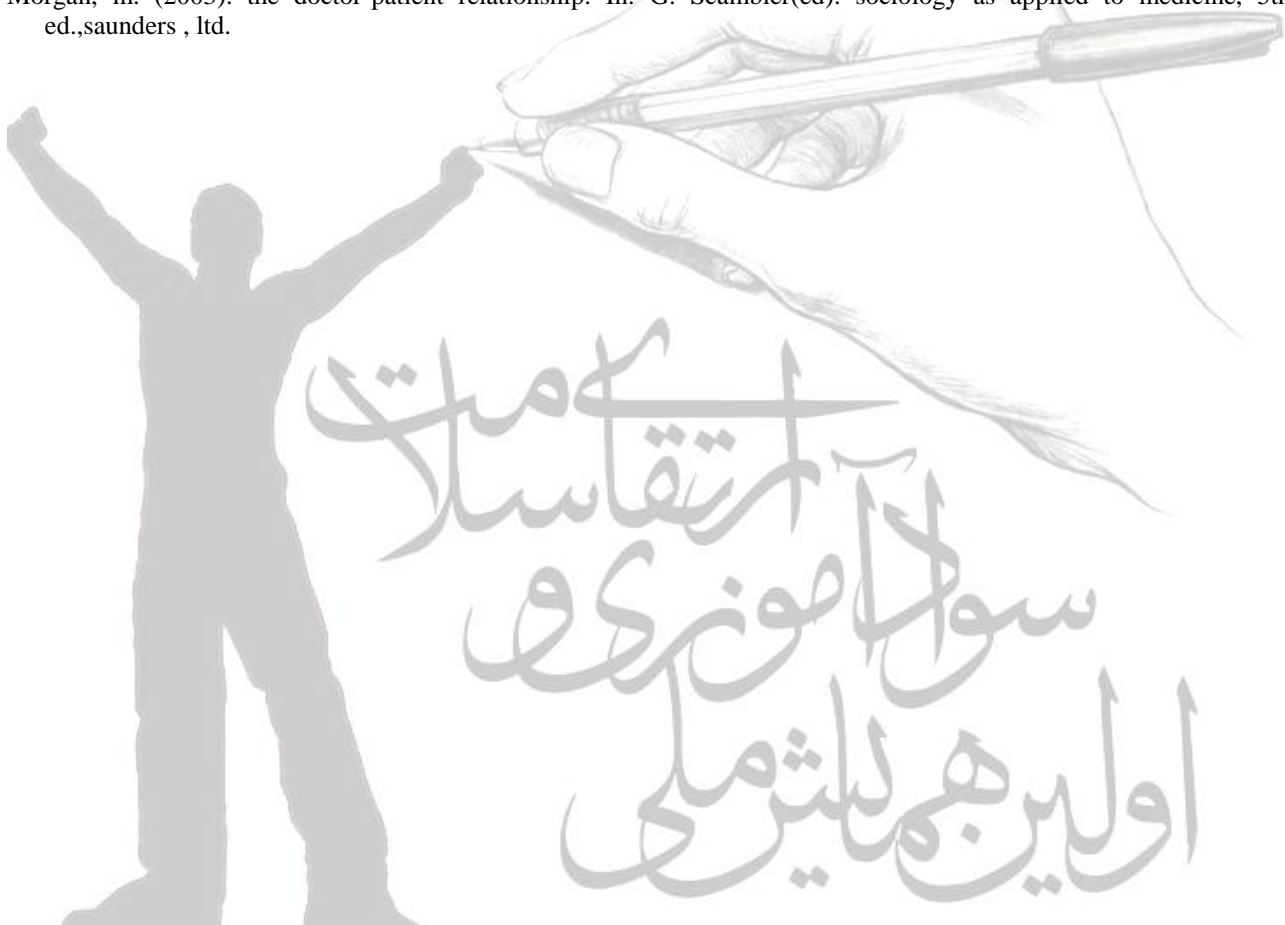 Morgan, m. (2003). the doctor-patient relationship. In: G. Scambler(ed). sociology as applied to medicine, 5th
ed.,saunders , ltd.
اولین همایش ملی
سوادآموزی و
ارتقای سلامت